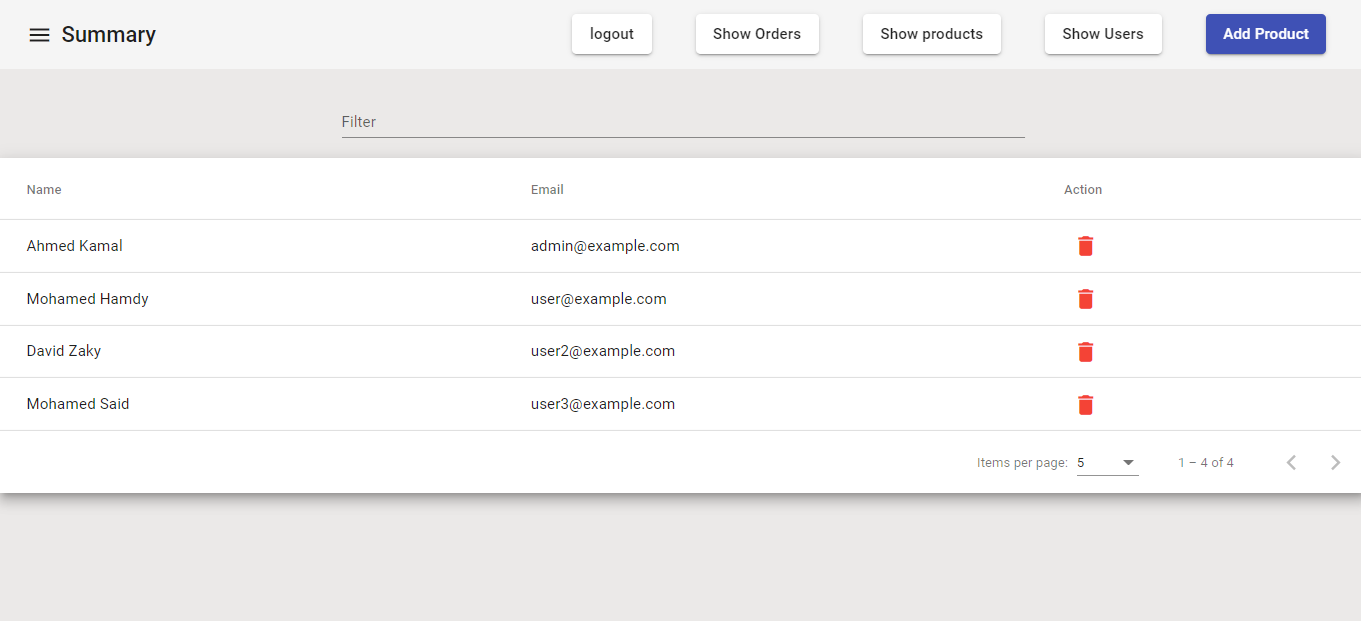 Summary logout Show Orders Show products Show Users Add Product
Filter
Name Email Action
Ahmed Kamal admin@example.com
Mohamed Hamdy user@example.com
David Zaky user2@example.com
Mohamed Said user3@example.com
Items per page: 5 1 – 4 of 4